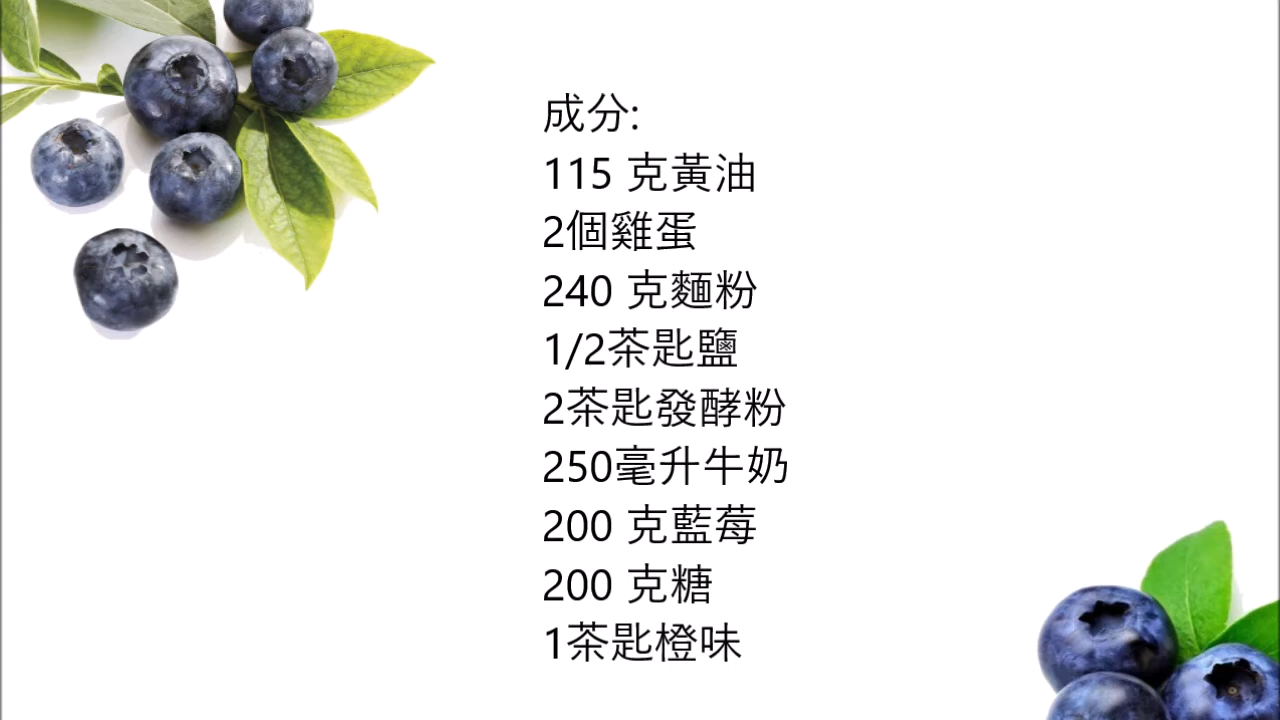 成分:
115 克黃油
2個雞蛋
240 克麵粉
1/2茶匙鹽
2茶匙發酵粉
250毫升牛奶
200 克藍莓
200 克糖
1茶匙橙味